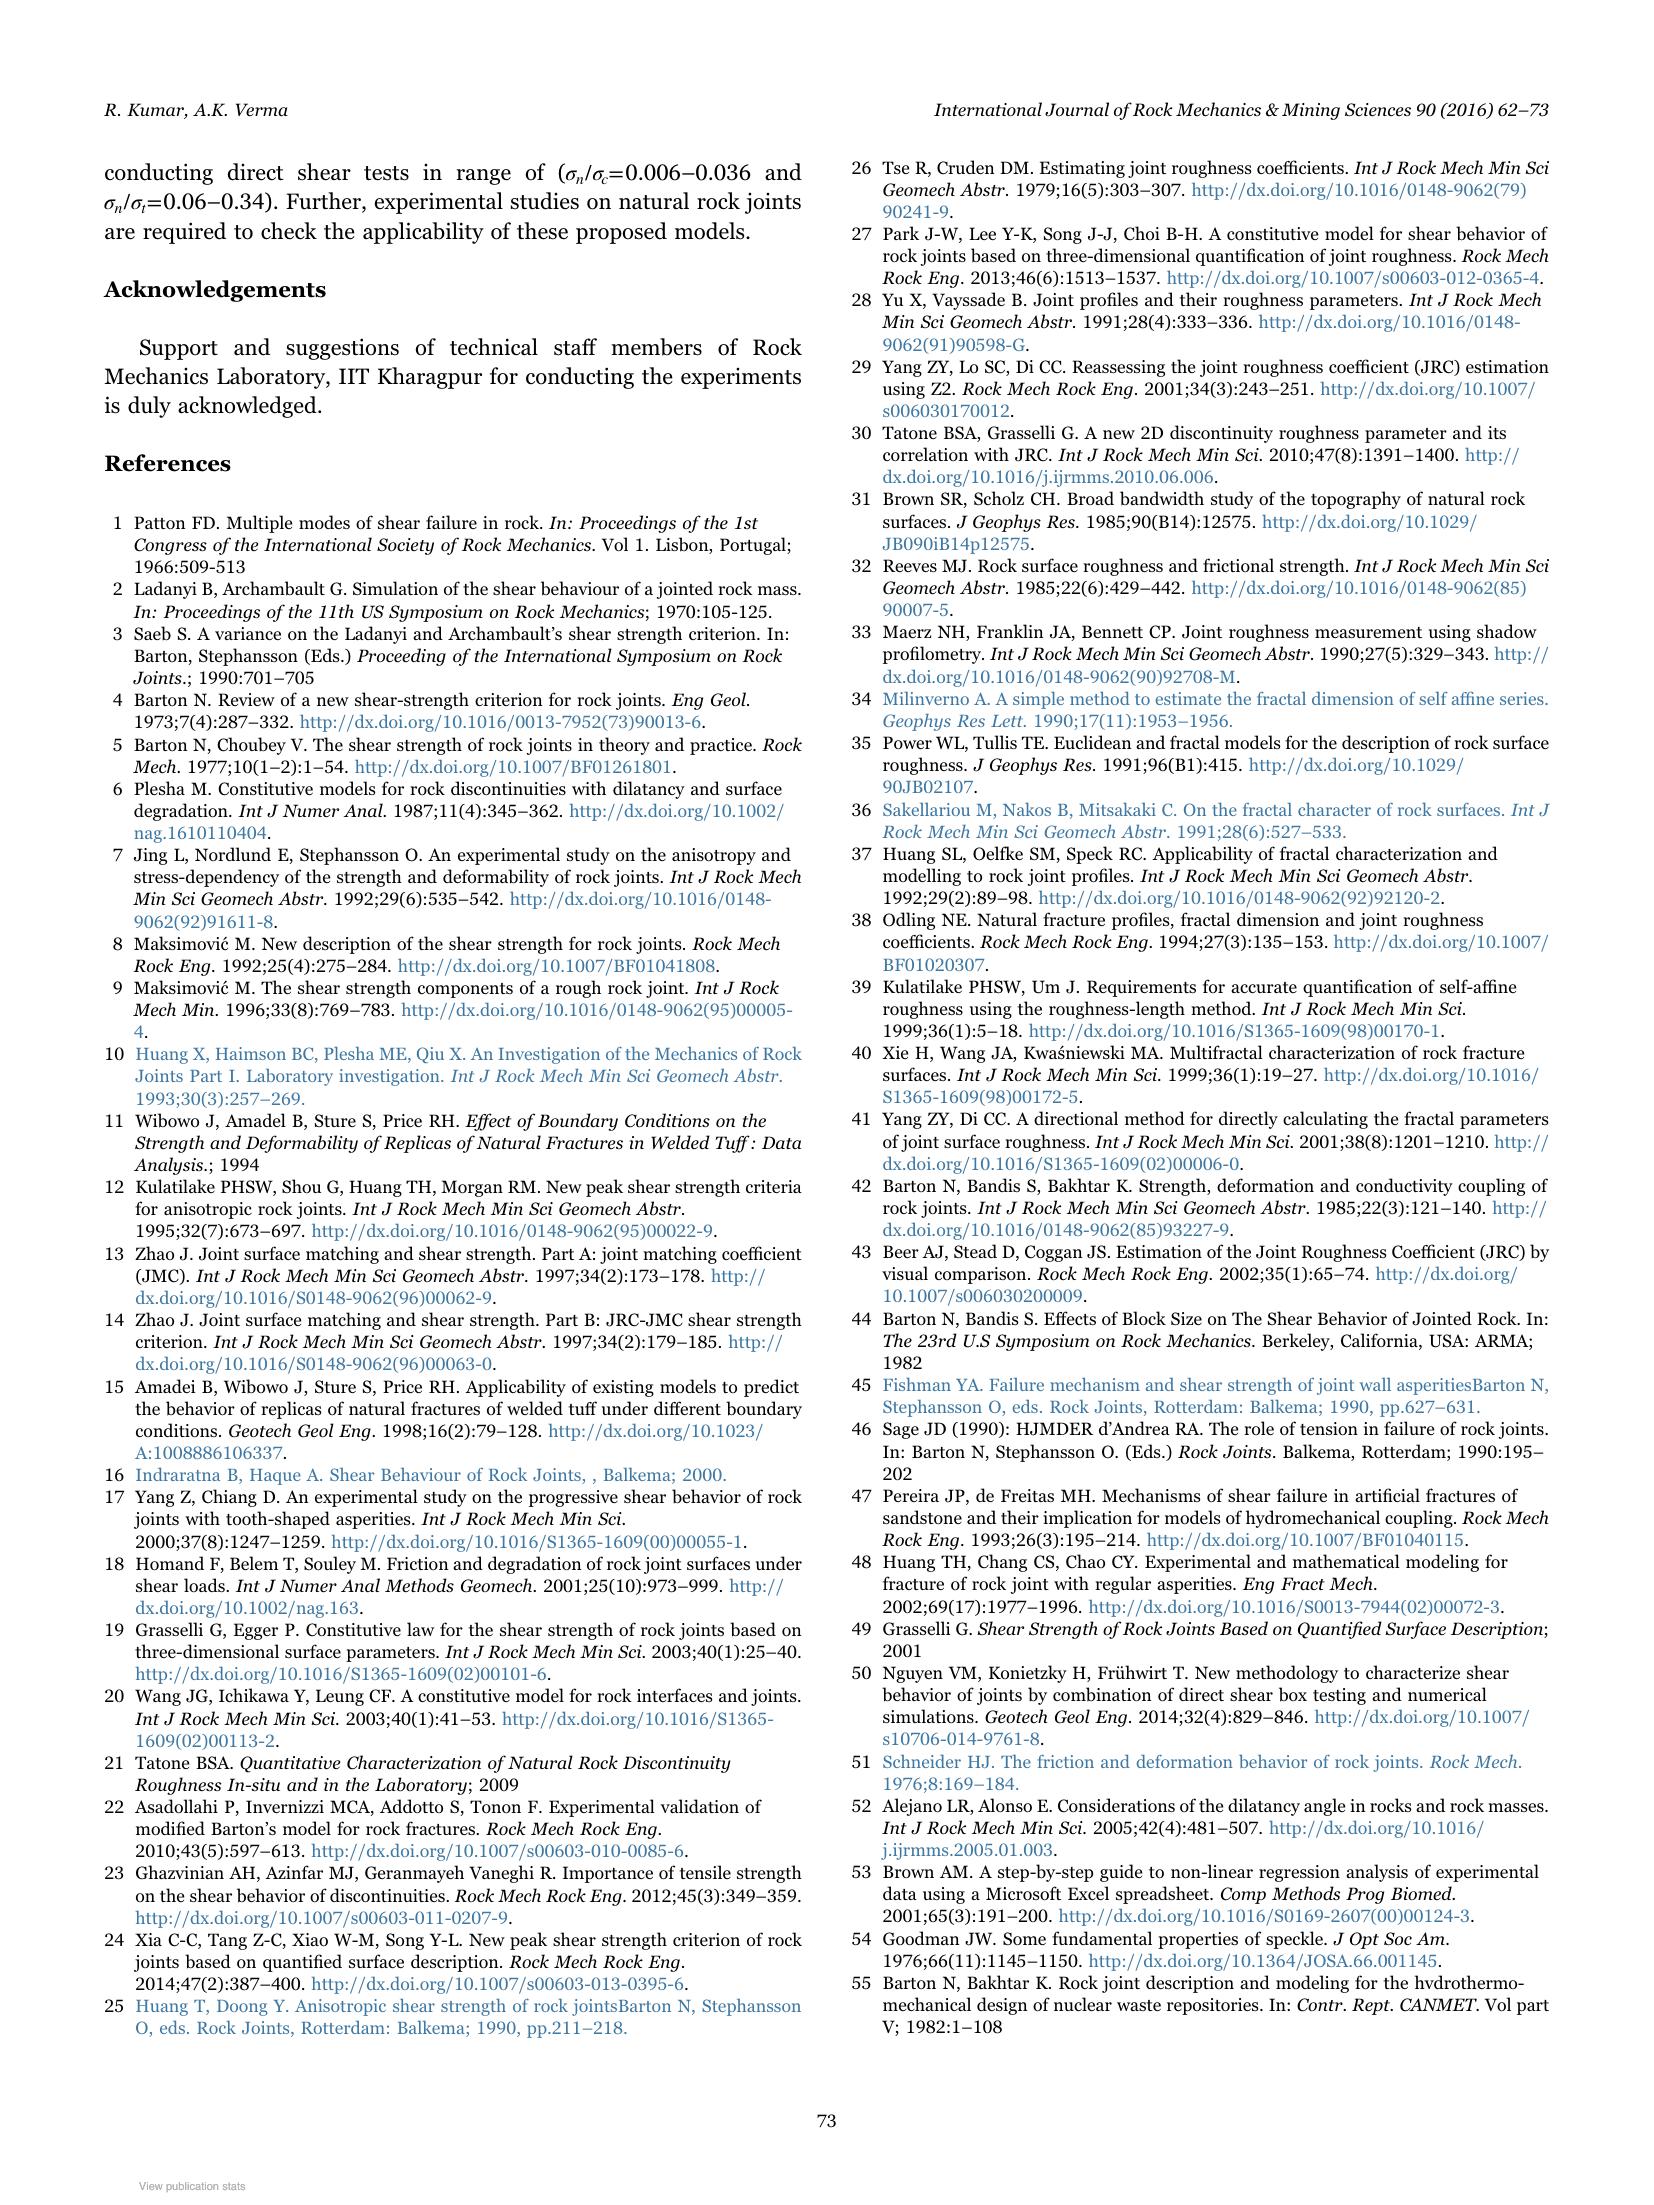 R. Kumar, A.K. Verma
International Journal of Rock Mechanics & Mining Sciences 90 (2016) 62–73
conducting direct shear tests in range of (σn/σc=0.006–0.036 and
σn/σt=0.06–0.34). Further, experimental studies on natural rock joints
are required to check the applicability of these proposed models.
Acknowledgements
Support and suggestions of technical staff members of Rock
Mechanics Laboratory, IIT Kharagpur for conducting the experiments
is duly acknowledged.
References
1 Patton FD. Multiple modes of shear failure in rock. In: Proceedings of the 1st
Congress of the International Society of Rock Mechanics. Vol 1. Lisbon, Portugal;
1966:509-513
2 Ladanyi B, Archambault G. Simulation of the shear behaviour of a jointed rock mass.
In: Proceedings of the 11th US Symposium on Rock Mechanics; 1970:105-125.
3 Saeb S. A variance on the Ladanyi and Archambault's shear strength criterion. In:
Barton, Stephansson (Eds.) Proceeding of the International Symposium on Rock
Joints.; 1990:701–705
4 Barton N. Review of a new shear-strength criterion for rock joints. Eng Geol.
1973;7(4):287–332. http://dx.doi.org/10.1016/0013-7952(73)90013-6.
5 Barton N, Choubey V. The shear strength of rock joints in theory and practice. Rock
Mech. 1977;10(1–2):1–54. http://dx.doi.org/10.1007/BF01261801.
6 Plesha M. Constitutive models for rock discontinuities with dilatancy and surface
degradation. Int J Numer Anal. 1987;11(4):345–362. http://dx.doi.org/10.1002/
nag.1610110404.
7 Jing L, Nordlund E, Stephansson O. An experimental study on the anisotropy and
stress-dependency of the strength and deformability of rock joints. Int J Rock Mech
Min Sci Geomech Abstr. 1992;29(6):535–542. http://dx.doi.org/10.1016/0148-
9062(92)91611-8.
8 Maksimović M. New description of the shear strength for rock joints. Rock Mech
Rock Eng. 1992;25(4):275–284. http://dx.doi.org/10.1007/BF01041808.
9 Maksimović M. The shear strength components of a rough rock joint. Int J Rock
Mech Min. 1996;33(8):769–783. http://dx.doi.org/10.1016/0148-9062(95)00005-
4.
10 Huang X, Haimson BC, Plesha ME, Qiu X. An Investigation of the Mechanics of Rock
Joints Part I. Laboratory investigation. Int J Rock Mech Min Sci Geomech Abstr.
1993;30(3):257–269.
11 Wibowo J, Amadel B, Sture S, Price RH. Effect of Boundary Conditions on the
Strength and Deformability of Replicas of Natural Fractures in Welded Tuff : Data
Analysis.; 1994
12 Kulatilake PHSW, Shou G, Huang TH, Morgan RM. New peak shear strength criteria
for anisotropic rock joints. Int J Rock Mech Min Sci Geomech Abstr.
1995;32(7):673–697. http://dx.doi.org/10.1016/0148-9062(95)00022-9.
13 Zhao J. Joint surface matching and shear strength. Part A: joint matching coefficient
(JMC). Int J Rock Mech Min Sci Geomech Abstr. 1997;34(2):173–178. http://
dx.doi.org/10.1016/S0148-9062(96)00062-9.
14 Zhao J. Joint surface matching and shear strength. Part B: JRC-JMC shear strength
criterion. Int J Rock Mech Min Sci Geomech Abstr. 1997;34(2):179–185. http://
dx.doi.org/10.1016/S0148-9062(96)00063-0.
15 Amadei B, Wibowo J, Sture S, Price RH. Applicability of existing models to predict
the behavior of replicas of natural fractures of welded tuff under different boundary
conditions. Geotech Geol Eng. 1998;16(2):79–128. http://dx.doi.org/10.1023/
A:1008886106337.
16 Indraratna B, Haque A. Shear Behaviour of Rock Joints, , Balkema; 2000.
17 Yang Z, Chiang D. An experimental study on the progressive shear behavior of rock
joints with tooth-shaped asperities. Int J Rock Mech Min Sci.
2000;37(8):1247–1259. http://dx.doi.org/10.1016/S1365-1609(00)00055-1.
18 Homand F, Belem T, Souley M. Friction and degradation of rock joint surfaces under
shear loads. Int J Numer Anal Methods Geomech. 2001;25(10):973–999. http://
dx.doi.org/10.1002/nag.163.
19 Grasselli G, Egger P. Constitutive law for the shear strength of rock joints based on
three-dimensional surface parameters. Int J Rock Mech Min Sci. 2003;40(1):25–40.
http://dx.doi.org/10.1016/S1365-1609(02)00101-6.
20 Wang JG, Ichikawa Y, Leung CF. A constitutive model for rock interfaces and joints.
Int J Rock Mech Min Sci. 2003;40(1):41–53. http://dx.doi.org/10.1016/S1365-
1609(02)00113-2.
21 Tatone BSA. Quantitative Characterization of Natural Rock Discontinuity
Roughness In-situ and in the Laboratory; 2009
22 Asadollahi P, Invernizzi MCA, Addotto S, Tonon F. Experimental validation of
modified Barton's model for rock fractures. Rock Mech Rock Eng.
2010;43(5):597–613. http://dx.doi.org/10.1007/s00603-010-0085-6.
23 Ghazvinian AH, Azinfar MJ, Geranmayeh Vaneghi R. Importance of tensile strength
on the shear behavior of discontinuities. Rock Mech Rock Eng. 2012;45(3):349–359.
http://dx.doi.org/10.1007/s00603-011-0207-9.
24 Xia C-C, Tang Z-C, Xiao W-M, Song Y-L. New peak shear strength criterion of rock
joints based on quantified surface description. Rock Mech Rock Eng.
2014;47(2):387–400. http://dx.doi.org/10.1007/s00603-013-0395-6.
25 Huang T, Doong Y. Anisotropic shear strength of rock jointsBarton N, Stephansson
O, eds. Rock Joints, Rotterdam: Balkema; 1990, pp.211–218.
26 Tse R, Cruden DM. Estimating joint roughness coefficients. Int J Rock Mech Min Sci
Geomech Abstr. 1979;16(5):303–307. http://dx.doi.org/10.1016/0148-9062(79)
90241-9.
27 Park J-W, Lee Y-K, Song J-J, Choi B-H. A constitutive model for shear behavior of
rock joints based on three-dimensional quantification of joint roughness. Rock Mech
Rock Eng. 2013;46(6):1513–1537. http://dx.doi.org/10.1007/s00603-012-0365-4.
28 Yu X, Vayssade B. Joint profiles and their roughness parameters. Int J Rock Mech
Min Sci Geomech Abstr. 1991;28(4):333–336. http://dx.doi.org/10.1016/0148-
9062(91)90598-G.
29 Yang ZY, Lo SC, Di CC. Reassessing the joint roughness coefficient (JRC) estimation
using Z2. Rock Mech Rock Eng. 2001;34(3):243–251. http://dx.doi.org/10.1007/
s006030170012.
30 Tatone BSA, Grasselli G. A new 2D discontinuity roughness parameter and its
correlation with JRC. Int J Rock Mech Min Sci. 2010;47(8):1391–1400. http://
dx.doi.org/10.1016/j.ijrmms.2010.06.006.
31 Brown SR, Scholz CH. Broad bandwidth study of the topography of natural rock
surfaces. J Geophys Res. 1985;90(B14):12575. http://dx.doi.org/10.1029/
JB090iB14p12575.
32 Reeves MJ. Rock surface roughness and frictional strength. Int J Rock Mech Min Sci
Geomech Abstr. 1985;22(6):429–442. http://dx.doi.org/10.1016/0148-9062(85)
90007-5.
33 Maerz NH, Franklin JA, Bennett CP. Joint roughness measurement using shadow
profilometry. Int J Rock Mech Min Sci Geomech Abstr. 1990;27(5):329–343. http://
dx.doi.org/10.1016/0148-9062(90)92708-M.
34 Milinverno A. A simple method to estimate the fractal dimension of self affine series.
Geophys Res Lett. 1990;17(11):1953–1956.
35 Power WL, Tullis TE. Euclidean and fractal models for the description of rock surface
roughness. J Geophys Res. 1991;96(B1):415. http://dx.doi.org/10.1029/
90JB02107.
36 Sakellariou M, Nakos B, Mitsakaki C. On the fractal character of rock surfaces. Int J
Rock Mech Min Sci Geomech Abstr. 1991;28(6):527–533.
37 Huang SL, Oelfke SM, Speck RC. Applicability of fractal characterization and
modelling to rock joint profiles. Int J Rock Mech Min Sci Geomech Abstr.
1992;29(2):89–98. http://dx.doi.org/10.1016/0148-9062(92)92120-2.
38 Odling NE. Natural fracture profiles, fractal dimension and joint roughness
coefficients. Rock Mech Rock Eng. 1994;27(3):135–153. http://dx.doi.org/10.1007/
BF01020307.
39 Kulatilake PHSW, Um J. Requirements for accurate quantification of self-affine
roughness using the roughness-length method. Int J Rock Mech Min Sci.
1999;36(1):5–18. http://dx.doi.org/10.1016/S1365-1609(98)00170-1.
40 Xie H, Wang JA, Kwaśniewski MA. Multifractal characterization of rock fracture
surfaces. Int J Rock Mech Min Sci. 1999;36(1):19–27. http://dx.doi.org/10.1016/
S1365-1609(98)00172-5.
41 Yang ZY, Di CC. A directional method for directly calculating the fractal parameters
of joint surface roughness. Int J Rock Mech Min Sci. 2001;38(8):1201–1210. http://
dx.doi.org/10.1016/S1365-1609(02)00006-0.
42 Barton N, Bandis S, Bakhtar K. Strength, deformation and conductivity coupling of
rock joints. Int J Rock Mech Min Sci Geomech Abstr. 1985;22(3):121–140. http://
dx.doi.org/10.1016/0148-9062(85)93227-9.
43 Beer AJ, Stead D, Coggan JS. Estimation of the Joint Roughness Coefficient (JRC) by
visual comparison. Rock Mech Rock Eng. 2002;35(1):65–74. http://dx.doi.org/
10.1007/s006030200009.
44 Barton N, Bandis S. Effects of Block Size on The Shear Behavior of Jointed Rock. In:
The 23rd U.S Symposium on Rock Mechanics. Berkeley, California, USA: ARMA;
1982
45 Fishman YA. Failure mechanism and shear strength of joint wall asperitiesBarton N,
Stephansson O, eds. Rock Joints, Rotterdam: Balkema; 1990, pp.627–631.
46 Sage JD (1990): HJMDER d'Andrea RA. The role of tension in failure of rock joints.
In: Barton N, Stephansson O. (Eds.) Rock Joints. Balkema, Rotterdam; 1990:195–
202
47 Pereira JP, de Freitas MH. Mechanisms of shear failure in artificial fractures of
sandstone and their implication for models of hydromechanical coupling. Rock Mech
Rock Eng. 1993;26(3):195–214. http://dx.doi.org/10.1007/BF01040115.
48 Huang TH, Chang CS, Chao CY. Experimental and mathematical modeling for
fracture of rock joint with regular asperities. Eng Fract Mech.
2002;69(17):1977–1996. http://dx.doi.org/10.1016/S0013-7944(02)00072-3.
49 Grasselli G. Shear Strength of Rock Joints Based on Quantified Surface Description;
2001
50 Nguyen VM, Konietzky H, Frühwirt T. New methodology to characterize shear
behavior of joints by combination of direct shear box testing and numerical
simulations. Geotech Geol Eng. 2014;32(4):829–846. http://dx.doi.org/10.1007/
s10706-014-9761-8.
51 Schneider HJ. The friction and deformation behavior of rock joints. Rock Mech.
1976;8:169–184.
52 Alejano LR, Alonso E. Considerations of the dilatancy angle in rocks and rock masses.
Int J Rock Mech Min Sci. 2005;42(4):481–507. http://dx.doi.org/10.1016/
j.ijrmms.2005.01.003.
53 Brown AM. A step-by-step guide to non-linear regression analysis of experimental
data using a Microsoft Excel spreadsheet. Comp Methods Prog Biomed.
2001;65(3):191–200. http://dx.doi.org/10.1016/S0169-2607(00)00124-3.
54 Goodman JW. Some fundamental properties of speckle. J Opt Soc Am.
1976;66(11):1145–1150. http://dx.doi.org/10.1364/JOSA.66.001145.
55 Barton N, Bakhtar K. Rock joint description and modeling for the hvdrothermo-
mechanical design of nuclear waste repositories. In: Contr. Rept. CANMET. Vol part
V; 1982:1–108
73
View publication stats